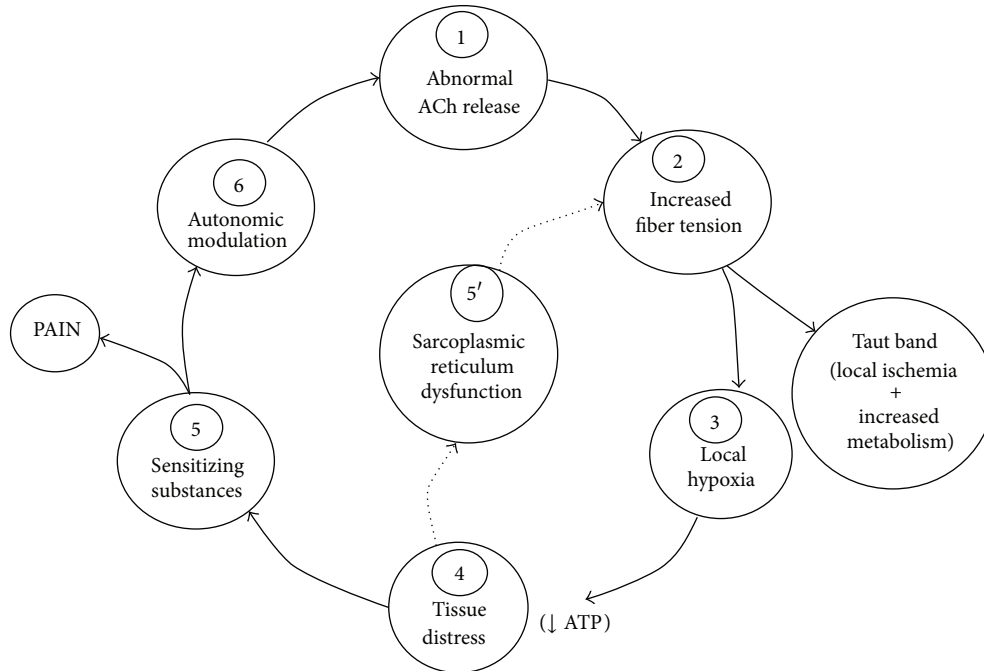 1
Abnormal
ACh release
2
Increased
fiber tension
Taut band
(local ischemia
+
increased
metabolism)
3
Local
hypoxia
(↓ ATP)
4
Tissue
distress
5
Sensitizing
substances
PAIN
6
Autonomic
modulation
5′
Sarcoplasmic
reticulum
dysfunction